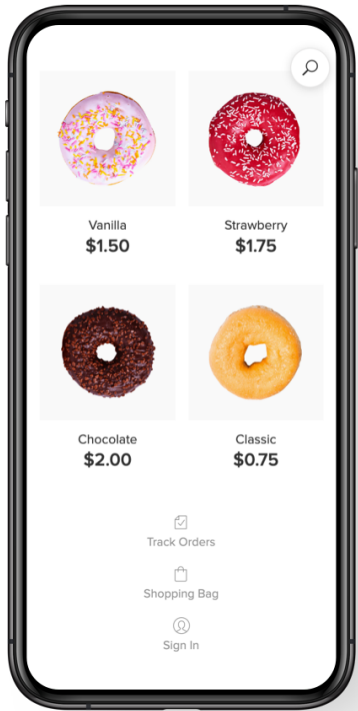 Vanilla
$1.50
Strawberry
$1.75
Chocolate
$2.00
Classic
$0.75
Track Orders
Shopping Bag
Sign In